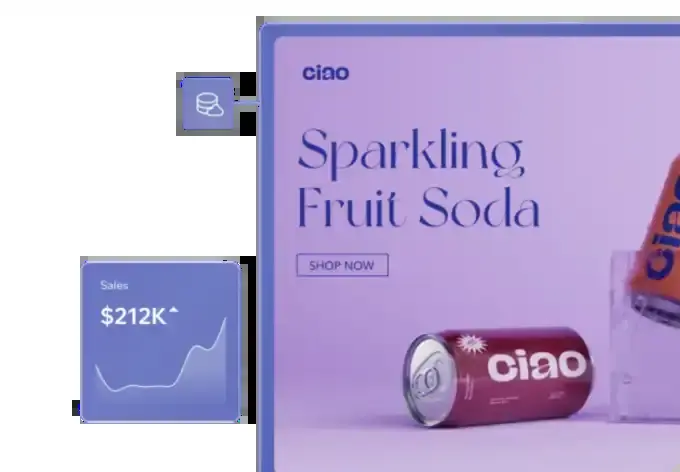 ciao
Sparkling
Fruit Soda
SHOP NOW
Sales
$212K
ciao
ciao